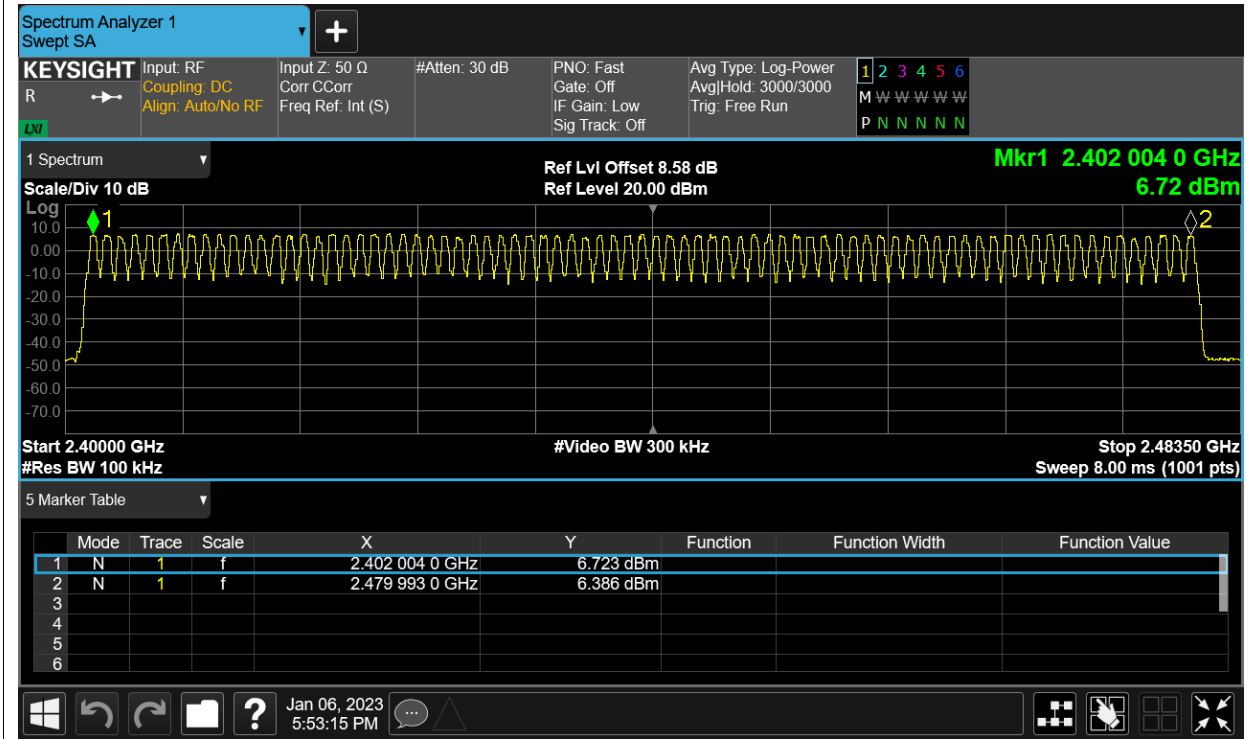 Spectrum Analyzer 1
Swept SA
KEYSIGHT
R
LXI
Input: RF
Coupling: DC
Align: Auto/No RF
Input Z: 50 Ω
Corr CCorr
Freq Ref: Int (S)
#Atten: 30 dB
PNO: Fast
Gate: Off
IF Gain: Low
Sig Track: Off
Avg Type: Log-Power
Avg|Hold: 3000/3000
Trig: Free Run
1 2 3 4 5 6
M W W W W W
P N N N N N
1 Spectrum
Scale/Div 10 dB
Ref Lvl Offset 8.58 dB
Ref Level 20.00 dBm
Mkr1 2.402 004 0 GHz
6.72 dBm
Log
1
2
10.0
0.00
-10.0
-20.0
-30.0
-40.0
-50.0
-60.0
-70.0
Start 2.40000 GHz
#Res BW 100 kHz
#Video BW 300 kHz
Stop 2.48350 GHz
Sweep 8.00 ms (1001 pts)
5 Marker Table
Mode Trace Scale X Y Function Function Width Function Value
1 N 1 f 2.402 004 0 GHz 6.723 dBm
2 N 1 f 2.479 993 0 GHz 6.386 dBm
3
4
5
6
?
Jan 06, 2023
5:53:15 PM